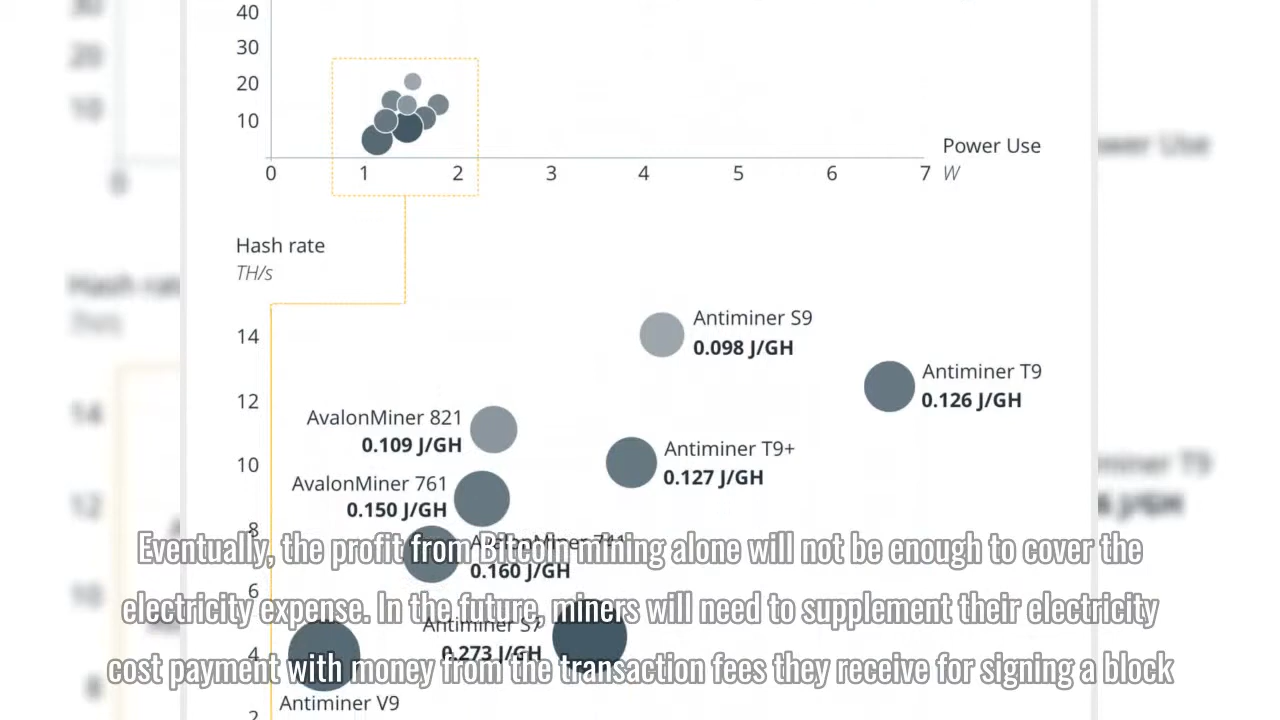 40
30
20
10
0 1 2 3 4 5 6 7
Power Use
W
Hash rate
TH/s
14
12
10
8
6
4
2
Antiminer S9
0.098 J/GH
Antiminer T9
0.126 J/GH
AvalonMiner 821
0.109 J/GH
Antiminer T9+
0.127 J/GH
AvalonMiner 761
0.150 J/GH
AvalonMiner 741
0.160 J/GH
Antiminer S7
0.273 J/GH
Antiminer V9
Eventually, the profit from Bitcoin mining alone will not be enough to cover the
electricity expense. In the future, miners will need to supplement their electricity
cost payment with money from the transaction fees they receive for signing a block